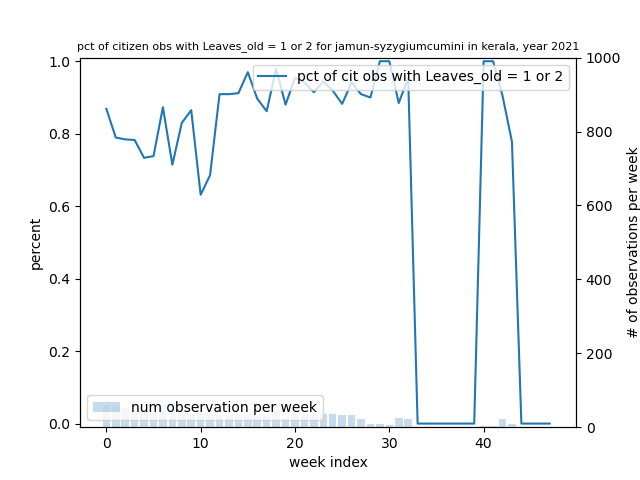 pct of citizen obs with Leaves_old = 1 or 2 for jamun-syzygiumcumini in kerala, year 2021
pct of cit obs with Leaves_old = 1 or 2
num observation per week
percent
1.0
0.8
0.6
0.4
0.2
0.0
0 10 20 30 40
week index
1000
800
600
400
200
0
# of observations per week